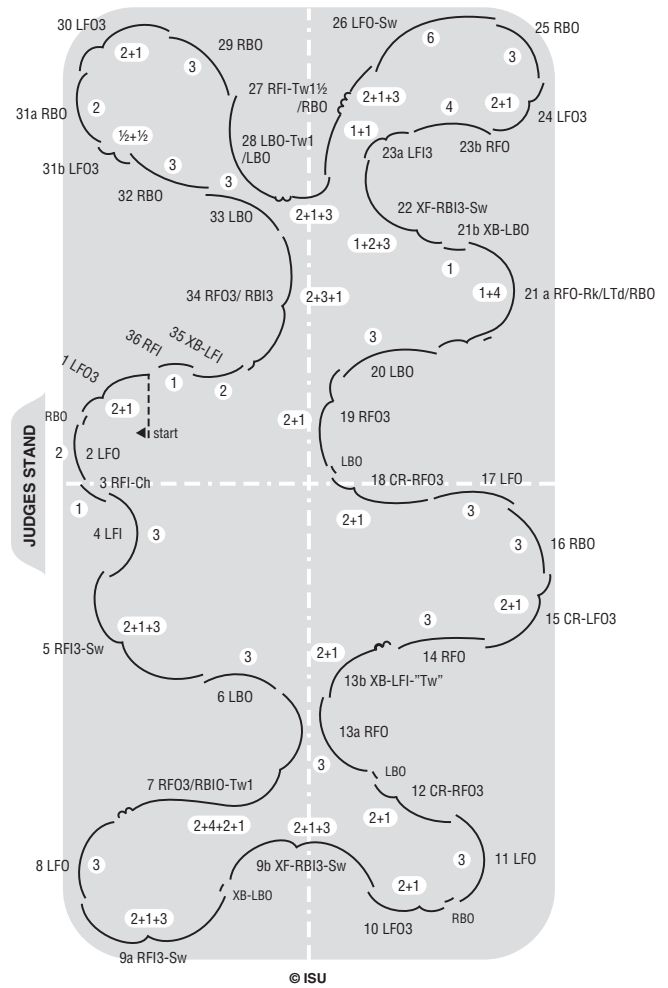 30 LFO3
2+1
29 RBO
3
26 LFO-Sw
6
25 RBO
3
27 RFI-Tw1½
/RBO
2+1+3
4
2+1
24 LFO3
31a RBO
2
½+½
31b LFO3
3
32 RBO
28 LBO-Tw1
/LBO
1+1
23a LFI3
23b RFO
3
33 LBO
2+1+3
22 XF-RBI3-Sw
21b XB-LBO
1+2+3
1
34 RFO3/ RBI3
2+3+1
1+4
21 a RFO-Rk/LTd/RBO
36 RFI
35 XB-LFI
3
20 LBO
1 LFO3
1
2
RBO
2+1
start
2+1
19 RFO3
JUDGES STAND
2
2 LFO
LBO
3 RFI-Ch
18 CR-RFO3
17 LFO
1
4 LFI
3
2+1
3
3
16 RBO
5 RFI3-Sw
2+1+3
2+1
15 CR-LFO3
3
3
2+1
14 RFO
6 LBO
13b XB-LFI-"Tw"
13a RFO
3
LBO
7 RFO3/RBIO-Tw1
12 CR-RFO3
2+4+2+1
2+1+3
2+1
8 LFO
3
9b XF-RBI3-Sw
3
11 LFO
XB-LBO
2+1
2+1+3
RBO
10 LFO3
9a RFI3-Sw
© ISU